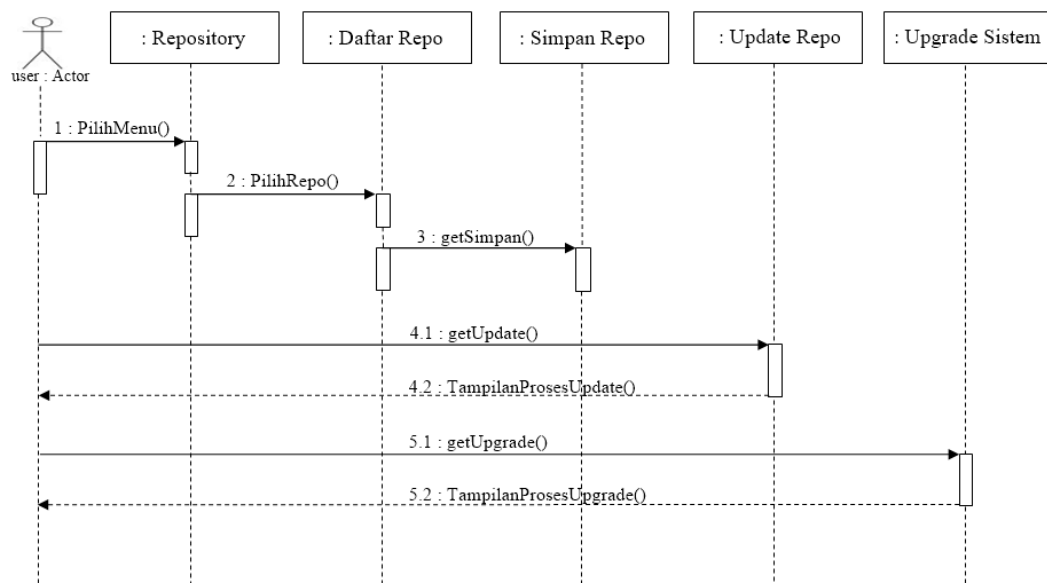 : Repository
: Daftar Repo
: Simpan Repo
: Update Repo
: Upgrade Sistem
user : Actor
1 : PilihMenu()
2 : PilihRepo()
3 : getSimpan()
4.1 : getUpdate()
4.2 : TampilanProsesUpdate()
5.1 : getUpgrade()
5.2 : TampilanProsesUpgrade()